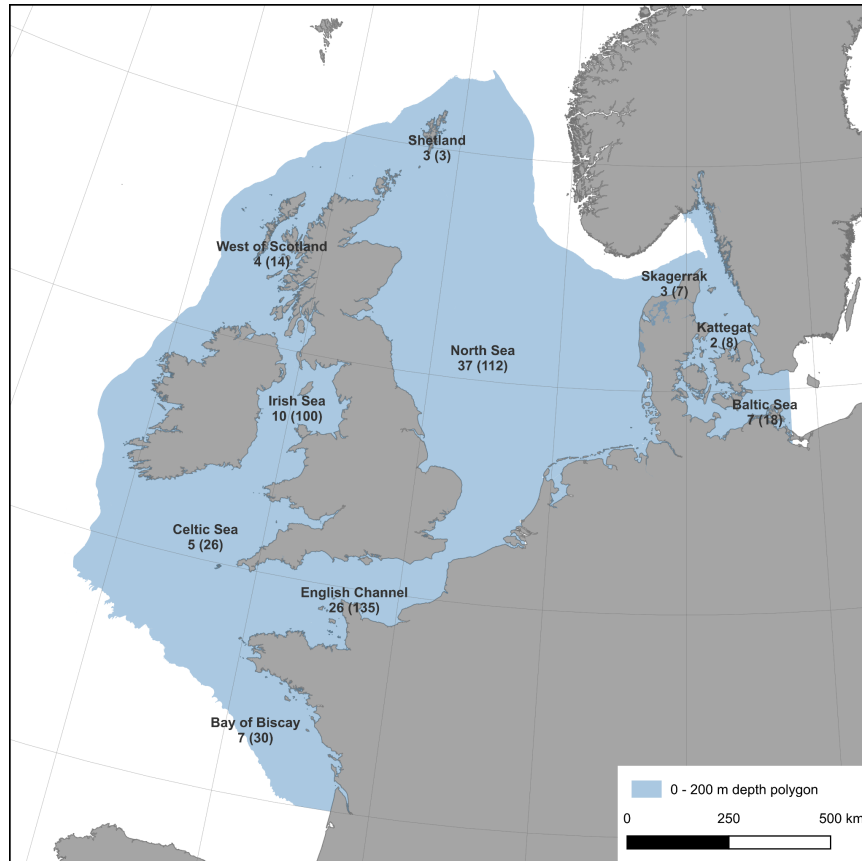 Shetland
3 (3)
West of Scotland
4 (14)
Skagerrak
3 (7)
Kattegat
2 (8)
North Sea
37 (112)
Irish Sea
10 (100)
Baltic Sea
7 (18)
Celtic Sea
5 (26)
English Channel
26 (135)
Bay of Biscay
7 (30)
0 - 200 m depth polygon
0 250 500 km